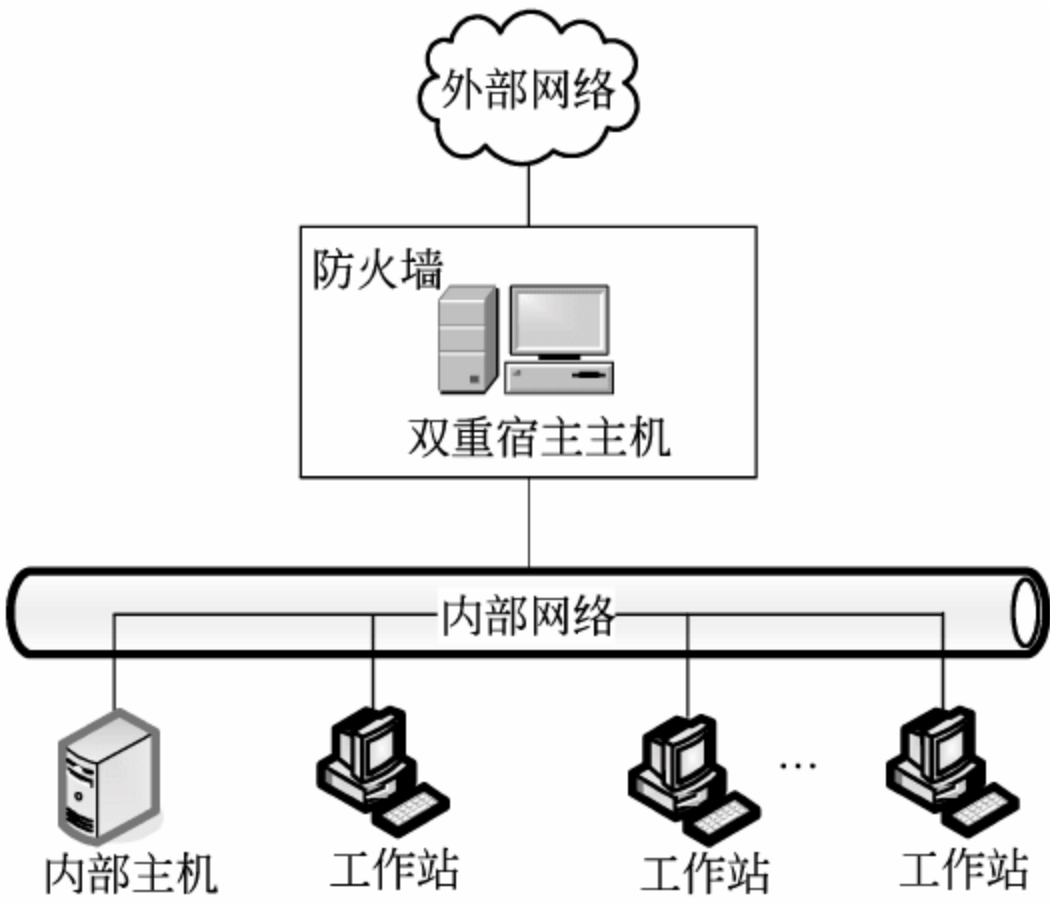 外部网络
防火墙
双重宿主主机
内部网络
…
内部主机
工作站
工作站
工作站